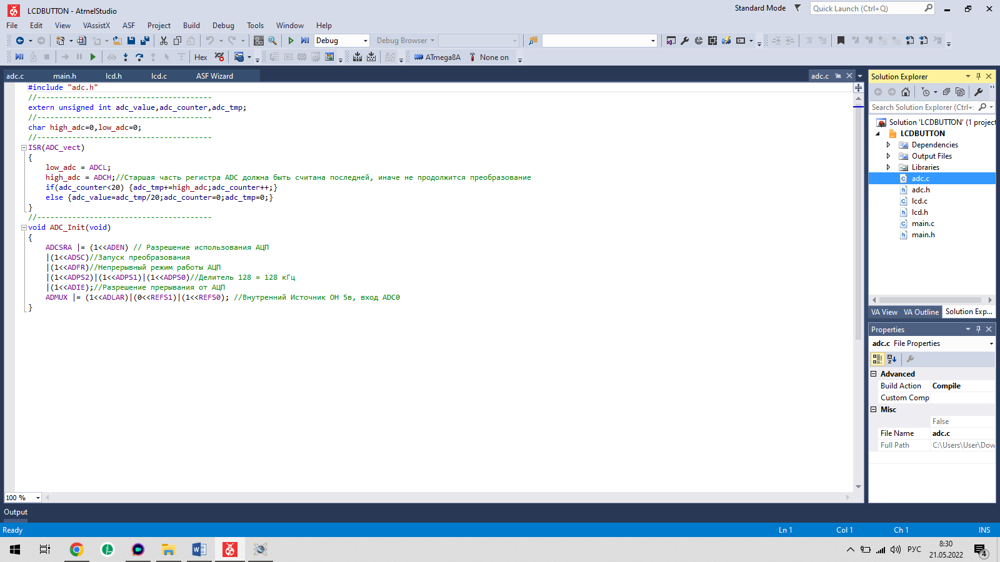 LCDBUTTON - AtmelStudio
Standard Mode
Quick Launch (Ctrl+Q)
File Edit View VAssistX ASF Project Build Debug Tools Window Help
Debug
Debug Browser
Hex
ATmega8A
None on
adc.c main.h lcd.h lcd.c ASF Wizard
adc.c
#include "adc.h"
//----------------------------------------
extern unsigned int adc_value,adc_counter,adc_tmp;
//----------------------------------------
char high_adc=0,low_adc=0;
//----------------------------------------
ISR(ADC_vect)
{
low_adc = ADCL;
high_adc = ADCH;//Старшая часть регистра ADC должна быть считана последней, иначе не продолжится преобразование
if(adc_counter<20) {adc_tmp+=high_adc;adc_counter++;}
else {adc_value=adc_tmp/20;adc_counter=0;adc_tmp=0;}
}
//----------------------------------------
void ADC_Init(void)
{
ADCSRA |= (1<<ADEN) // Разрешение использования АЦП
|(1<<ADSC)//Запуск преобразования
|(1<<ADFR)//Непрерывный режим работы АЦП
|(1<<ADPS2)|(1<<ADPS1)|(1<<ADPS0)//Делитель 128 = 128 кГц
|(1<<ADIE);//Разрешение прерывания от АЦП
ADMUX |= (1<<ADLAR)|(0<<REFS1)|(1<<REFS0); //Внутренний Источник ОН 5в, вход ADC0
}
100 %
Solution Explorer
Search Solution Explorer (Ctrl+;
Solution 'LCDBUTTON' (1 project
LCDBUTTON
Dependencies
Output Files
Libraries
adc.c
adc.h
lcd.c
lcd.h
main.c
main.h
VA View VA Outline Solution Exp...
Properties
adc.c File Properties
Advanced
Build Action Compile
Custom Comp
Misc
False
File Name adc.c
Full Path C:\Users\User\Dow
Output
Ready
Ln 1 Col 1 Ch 1 INS
РУС
8:30
21.05.2022
4